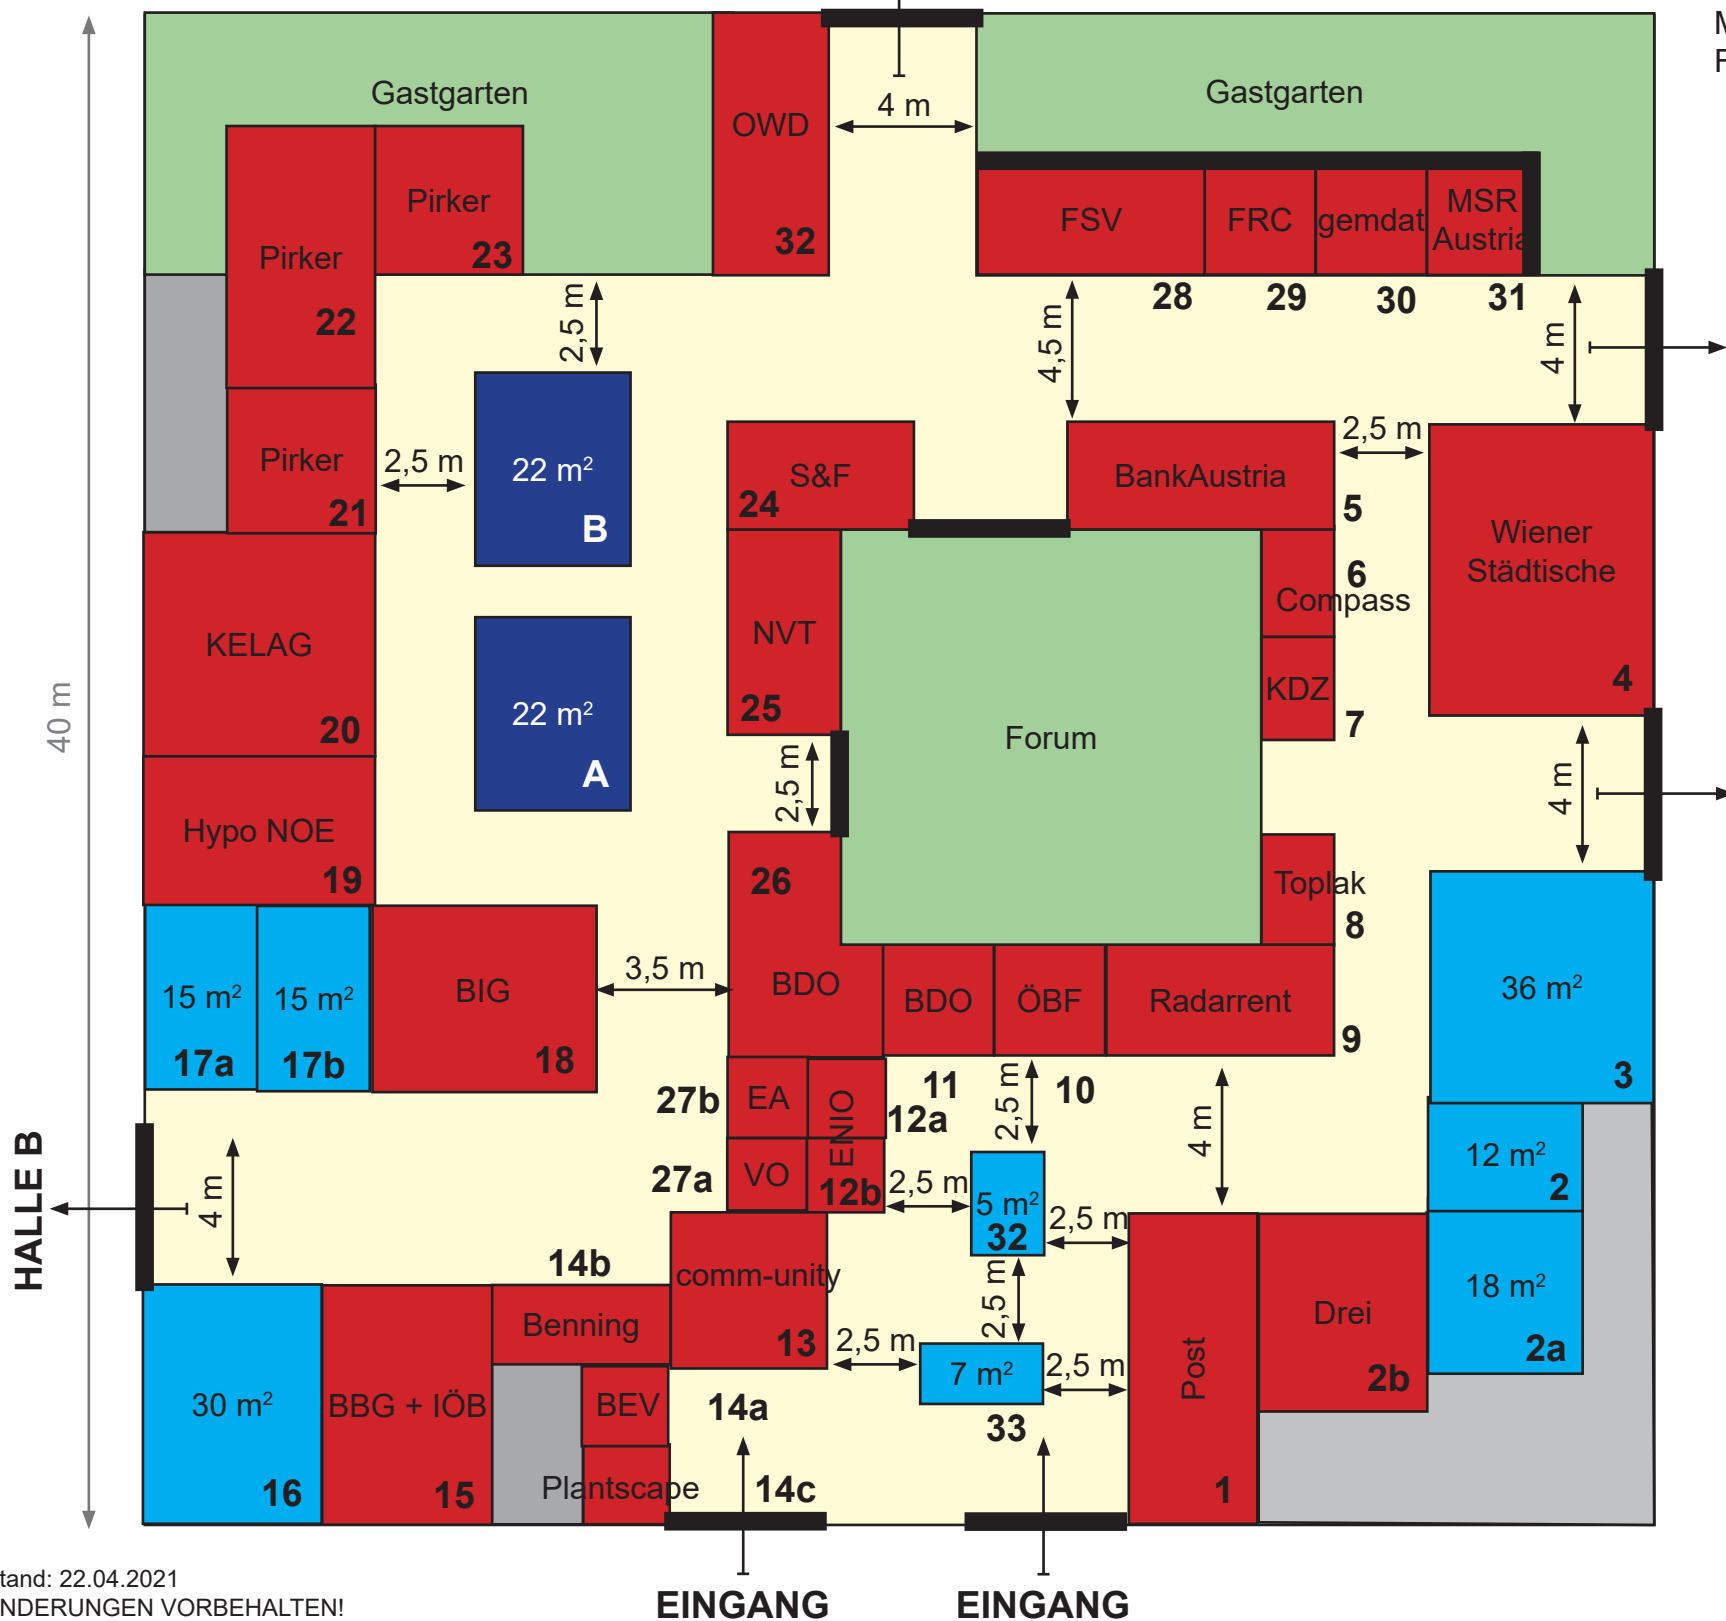 M
F
Gastgarten
OWD
32
4 m
Gastgarten
Pirker
23
Pirker
22
FSV
FRC
gemdat
MSR
Austria
28
29
30
31
2,5 m
4,5 m
4 m
Pirker
21
2,5 m
22 m²
B
S&F
24
BankAustria
5
2,5 m
Wiener
Städtische
4
6
Compass
KELAG
20
NVT
25
KDZ
7
40 m
22 m²
A
Forum
2,5 m
4 m
Hypo NOE
19
26
BDO
Toplak
8
15 m²
17a
15 m²
17b
BIG
18
3,5 m
BDO
ÖBF
Radarrent
9
36 m²
3
27b
EA
ENIO
11
12a
2,5 m
10
4 m
12 m²
2
HALLE B
4 m
27a
VO
12b
2,5 m
5 m²
32
2,5 m
14b
comm-unity
13
2,5 m
18 m²
2a
Benning
Drei
2b
2,5 m
7 m²
2,5 m
33
Post
1
30 m²
16
BBG + IÖB
15
BEV
14a
Plantscape
14c
tand: 22.04.2021
NDERUNGEN VORBEHALTEN!
EINGANG
EINGANG